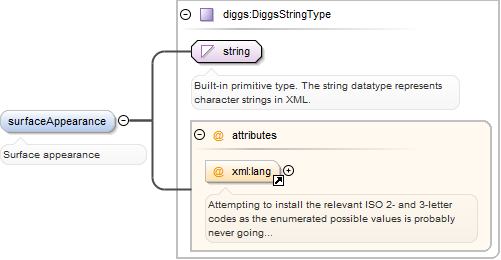 diggs:DiggsStringType
string
Built-in primitive type. The string datatype represents
character strings in XML.
surfaceAppearance
Surface appearance
@ attributes
@ xml:lang
Attempting to install the relevant ISO 2- and 3-letter
codes as the enumerated possible values is probably
never going...